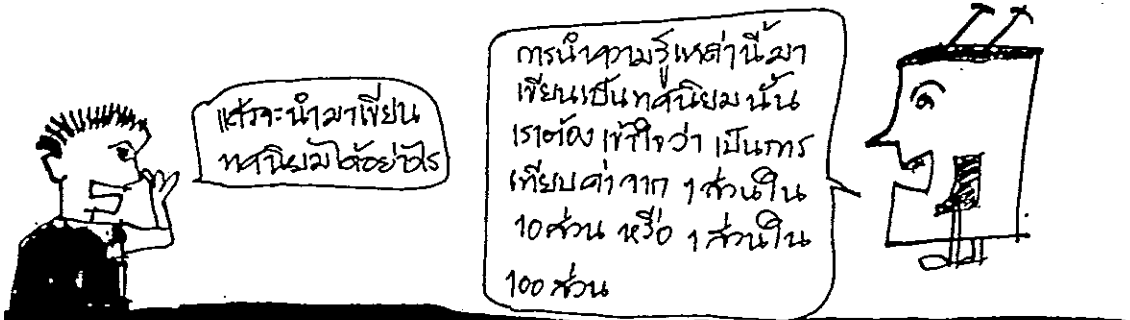 แล้วจะนำมาเขียน
ทศนิยมได้อย่างไร
การนำความรู้เหล่านี้มา
เขียนเป็นทศนิยมนั้น
เราต้อง เข้าใจว่า เป็นการ
เทียบค่าจาก 1 ส่วนใน
10 ส่วน หรือ 1 ส่วนใน
100 ส่วน